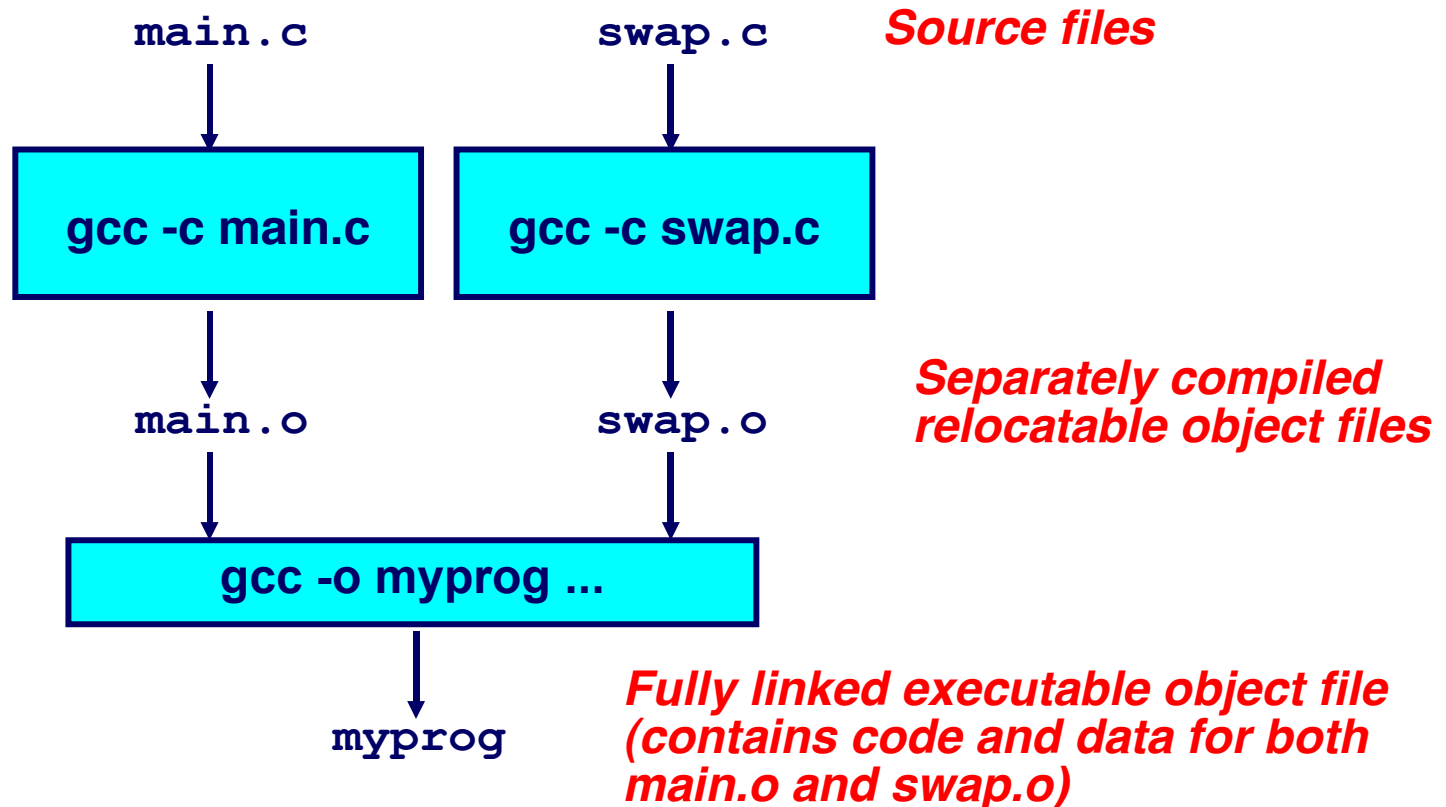 main.c
swap.c
Source files
gcc -c main.c
gcc -c swap.c
main.o
swap.o
Separately compiled
relocatable object files
gcc -o myprog ...
myprog
Fully linked executable object file
(contains code and data for both
main.o and swap.o)